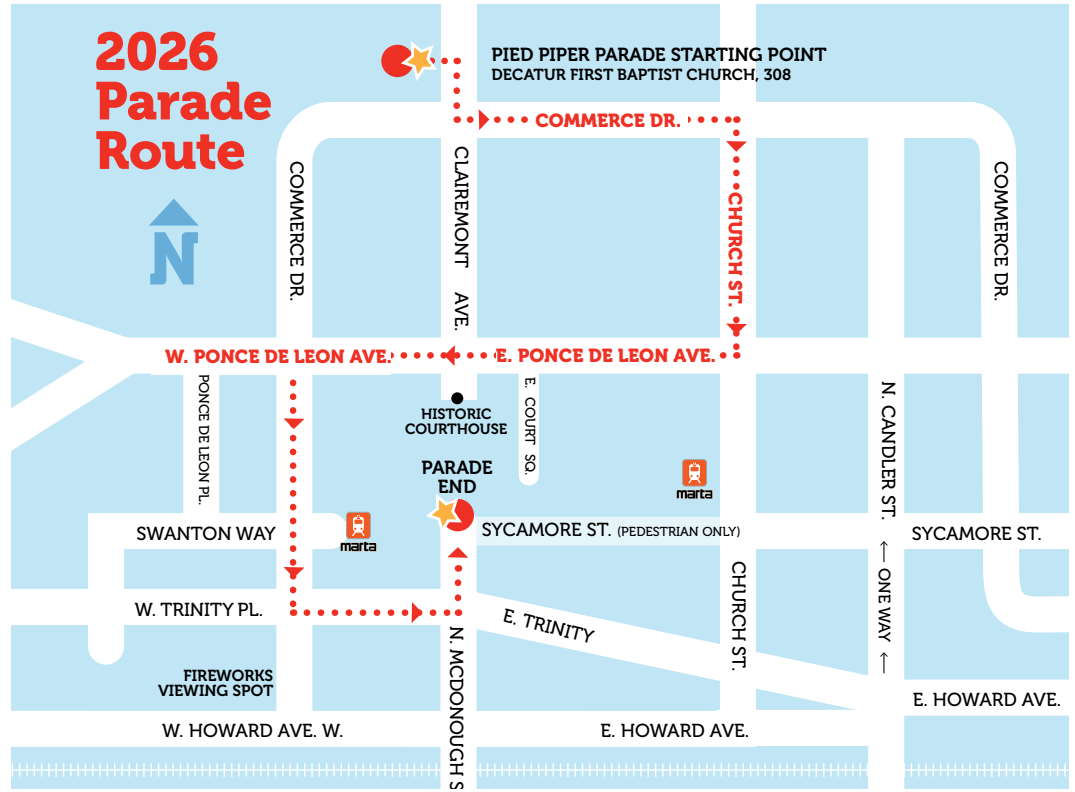 2026
Parade
Route
N
PIED PIPER PARADE STARTING POINT
DECATUR FIRST BAPTIST CHURCH, 308
COMMERCE DR.
COMMERCE DR.
CLAIREMONT AVE.
CHURCH ST.
COMMERCE DR.
W. PONCE DE LEON AVE.
E. PONCE DE LEON AVE.
PONCE DE LEON PL.
HISTORIC
COURTHOUSE
E. COURT SQ.
N. CANDLER ST.
PARADE
END
marta
marta
SWANTON WAY
SYCAMORE ST. (PEDESTRIAN ONLY)
SYCAMORE ST.
CHURCH ST.
← ONE WAY ←
W. TRINITY PL.
E. TRINITY
N. MCDONOUGH S
FIREWORKS
VIEWING SPOT
E. HOWARD AVE.
W. HOWARD AVE. W.
E. HOWARD AVE.